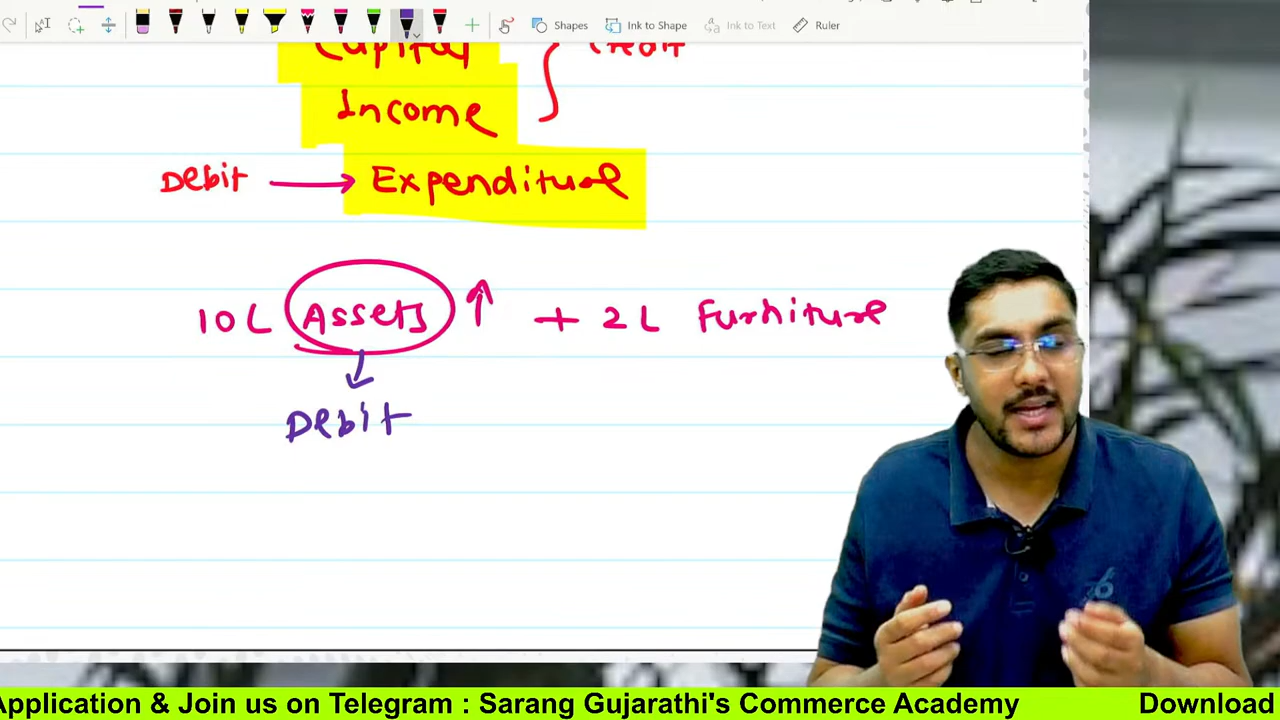 Shapes Ink to Shape Ink to Text Ruler
Capital Credit
Income
Debit → Expenditure
10L Assets ↑ + 2L Furniture
↓
Debit
Application & Join us on Telegram : Sarang Gujarathi's Commerce Academy Download